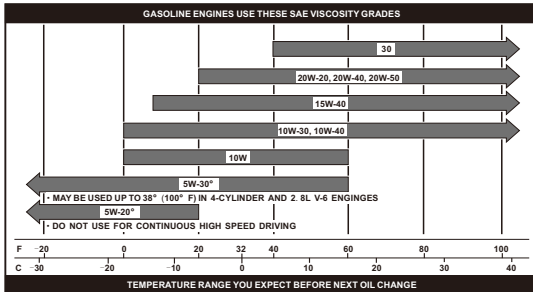 GASOLINE ENGINES USE THESE SAE VISCOSITY GRADES
30
20W-20, 20W-40, 20W-50
15W-40
10W-30, 10W-40
10W
5W-30°
• MAY BE USED UP TO 38° (100° F) IN 4-CYLINDER AND 2. 8L V-6 ENGINGES
5W-20°
• DO NOT USE FOR CONTINUOUS HIGH SPEED DRIVING
F -20 0 20 32 40 60 80 100
C -30 -20 -10 0 10 20 30 40
TEMPERATURE RANGE YOU EXPECT BEFORE NEXT OIL CHANGE